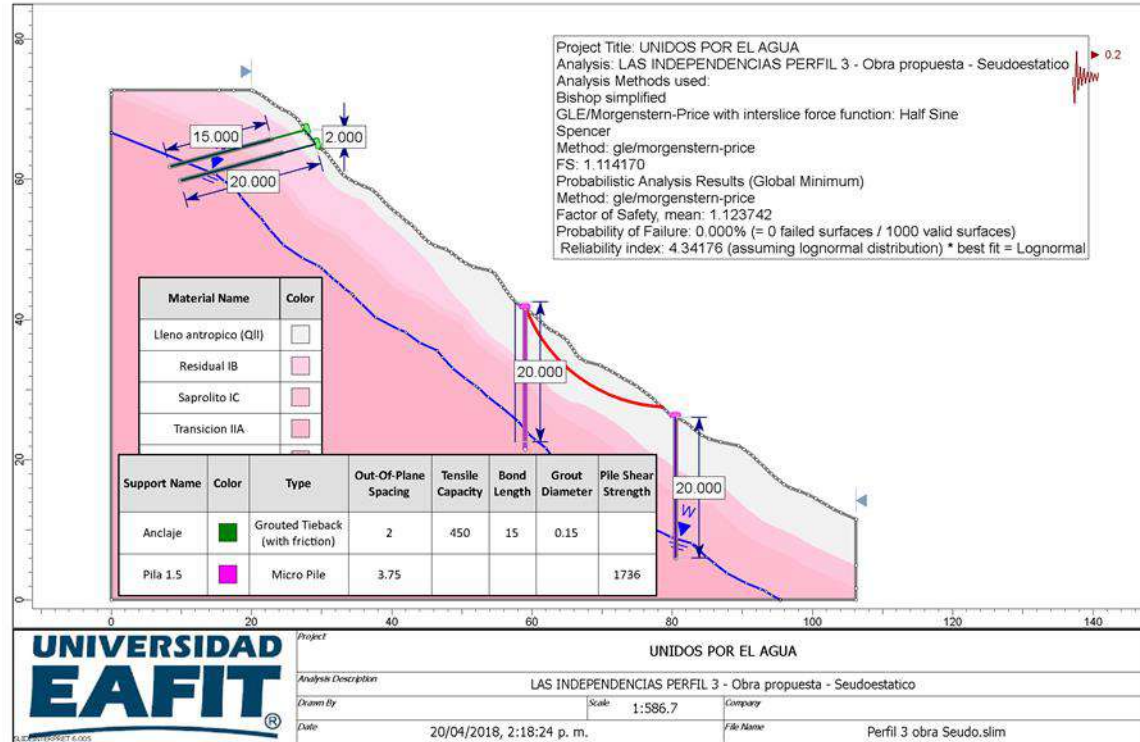 Project Title: UNIDOS POR EL AGUA
Analysis: LAS INDEPENDENCIAS PERFIL 3 - Obra propuesta - Seudoestatico
Analysis Methods used:
Bishop simplified
GLE/Morgenstern-Price with interslice force function: Half Sine
Spencer
Method: gle/morgenstern-price
FS: 1.114170
Probabilistic Analysis Results (Global Minimum)
Method: gle/morgenstern-price
Factor of Safety, mean: 1.123742
Probability of Failure: 0.000% (= 0 failed surfaces / 1000 valid surfaces)
Reliability index: 4.34176 (assuming lognormal distribution) * best fit = Lognormal
0.2
80
60
40
20
0
15.000
2.000
20.000
20.000
20.000
W
Material Name Color
Lleno antropico (QII)
Residual IB
Saprolito IC
Transicion IIA
Support Name Color Type Out-Of-Plane Spacing Tensile Capacity Bond Length Grout Diameter Pile Shear Strength
Anclaje Grouted Tieback (with friction) 2 450 15 0.15
Pila 1.5 Micro Pile 3.75 1736
0 20 40 60 80 100 120 140
UNIVERSIDAD
EAFIT®
SLIDEINTERPRET 6.005
Project
UNIDOS POR EL AGUA
Analysis Description
LAS INDEPENDENCIAS PERFIL 3 - Obra propuesta - Seudoestatico
Drawn By
Scale 1:586.7
Company
Date 20/04/2018, 2:18:24 p. m.
File Name Perfil 3 obra Seudo.slim